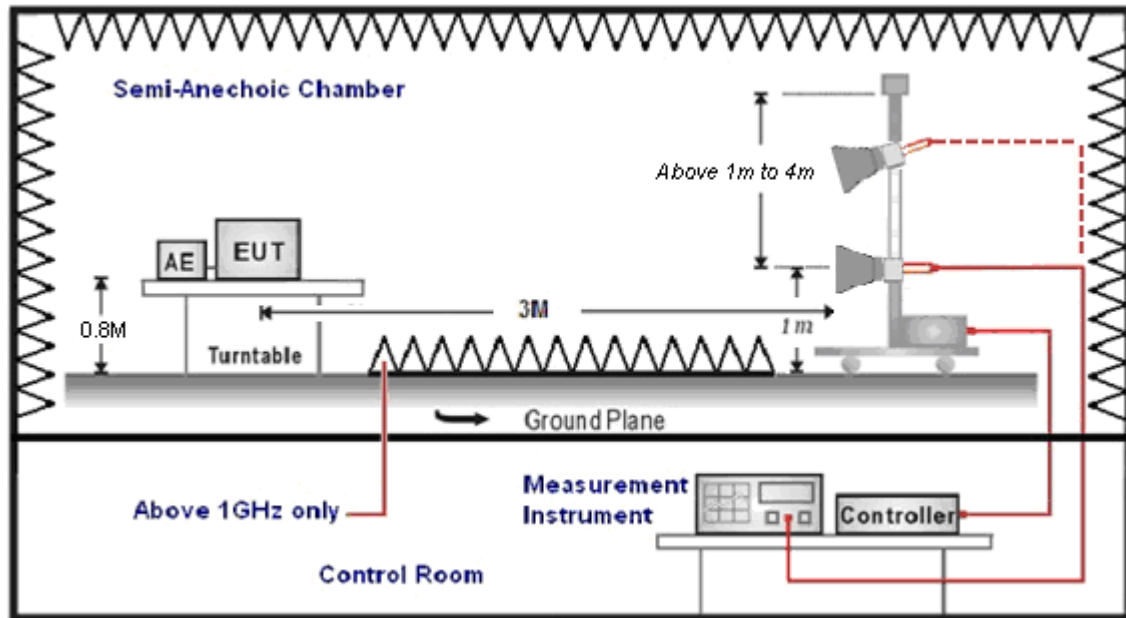 Semi-Anechoic Chamber
Above 1m to 4m
AE
EUT
0.8M
3M
1m
Turntable
Ground Plane
Above 1GHz only
Measurement
Instrument
Controller
Control Room